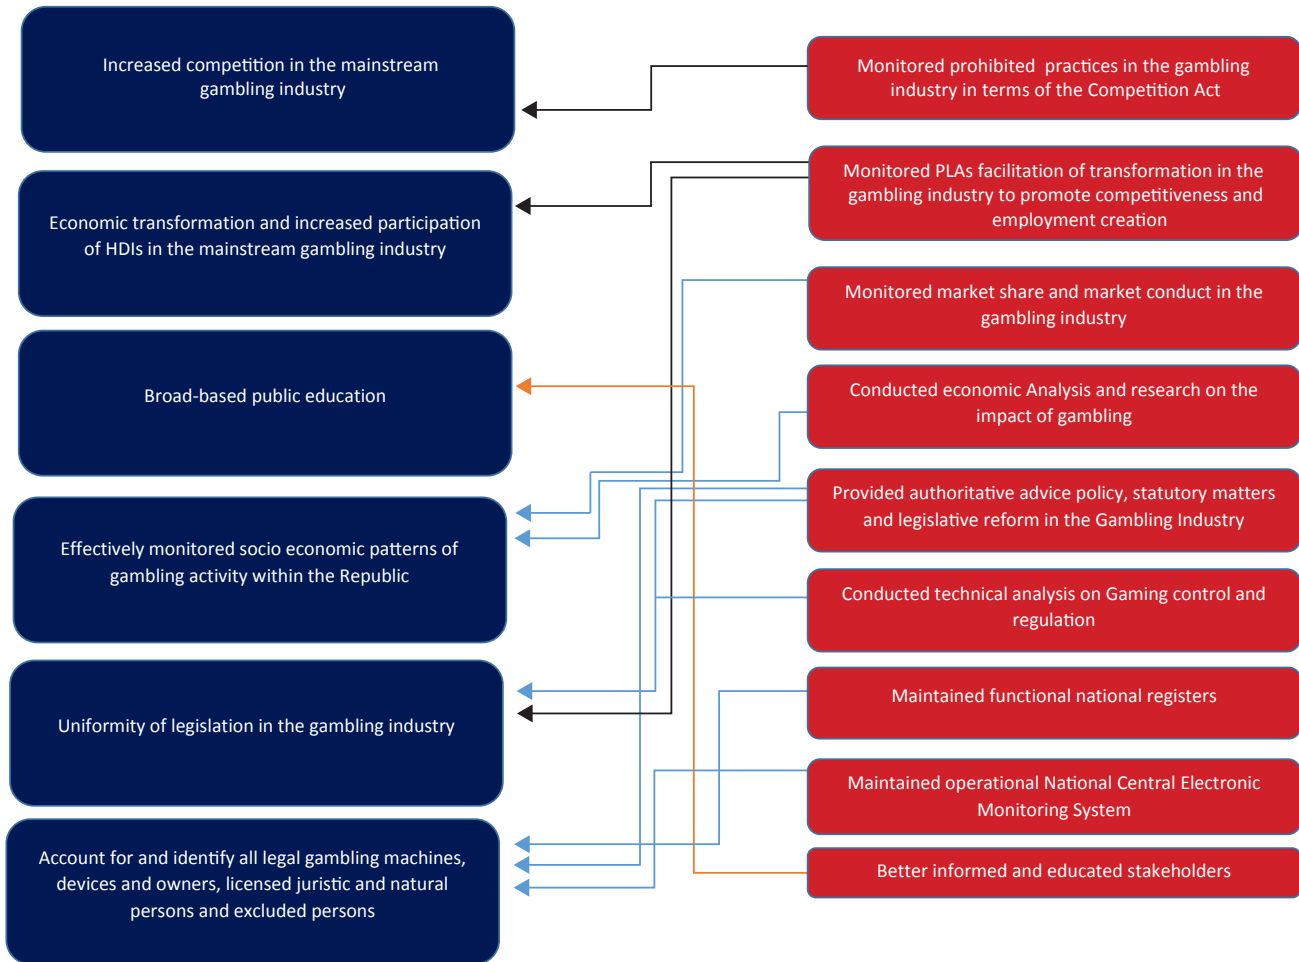 Increased competition in the mainstream
gambling industry
Economic transformation and increased participation
of HDIs in the mainstream gambling industry
Broad-based public education
Effectively monitored socio economic patterns of
gambling activity within the Republic
Uniformity of legislation in the gambling industry
Account for and identify all legal gambling machines,
devices and owners, licensed juristic and natural
persons and excluded persons
Monitored prohibited practices in the gambling
industry in terms of the Competition Act
Monitored PLAs facilitation of transformation in the
gambling industry to promote competitiveness and
employment creation
Monitored market share and market conduct in the
gambling industry
Conducted economic Analysis and research on the
impact of gambling
Provided authoritative advice policy, statutory matters
and legislative reform in the Gambling Industry
Conducted technical analysis on Gaming control and
regulation
Maintained functional national registers
Maintained operational National Central Electronic
Monitoring System
Better informed and educated stakeholders